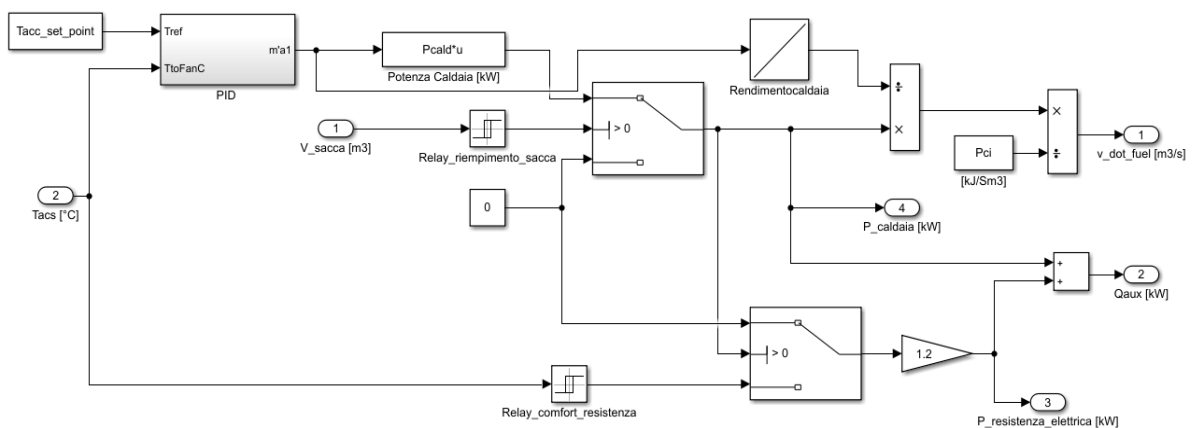 Tacc_set_point
Tref
TtoFanC
m'a1
PID
Pcald*u
Potenza Caldaia [kW]
Rendimentocaldaia
1
V_sacca [m3]
Relay_riempimento_sacca
> 0
÷
×
×
÷
Pci
[kJ/Sm3]
1
v_dot_fuel [m3/s]
2
Tacs [°C]
0
4
P_caldaia [kW]
+
+
2
Qaux [kW]
> 0
1.2
Relay_comfort_resistenza
3
P_resistenza_elettrica [kW]